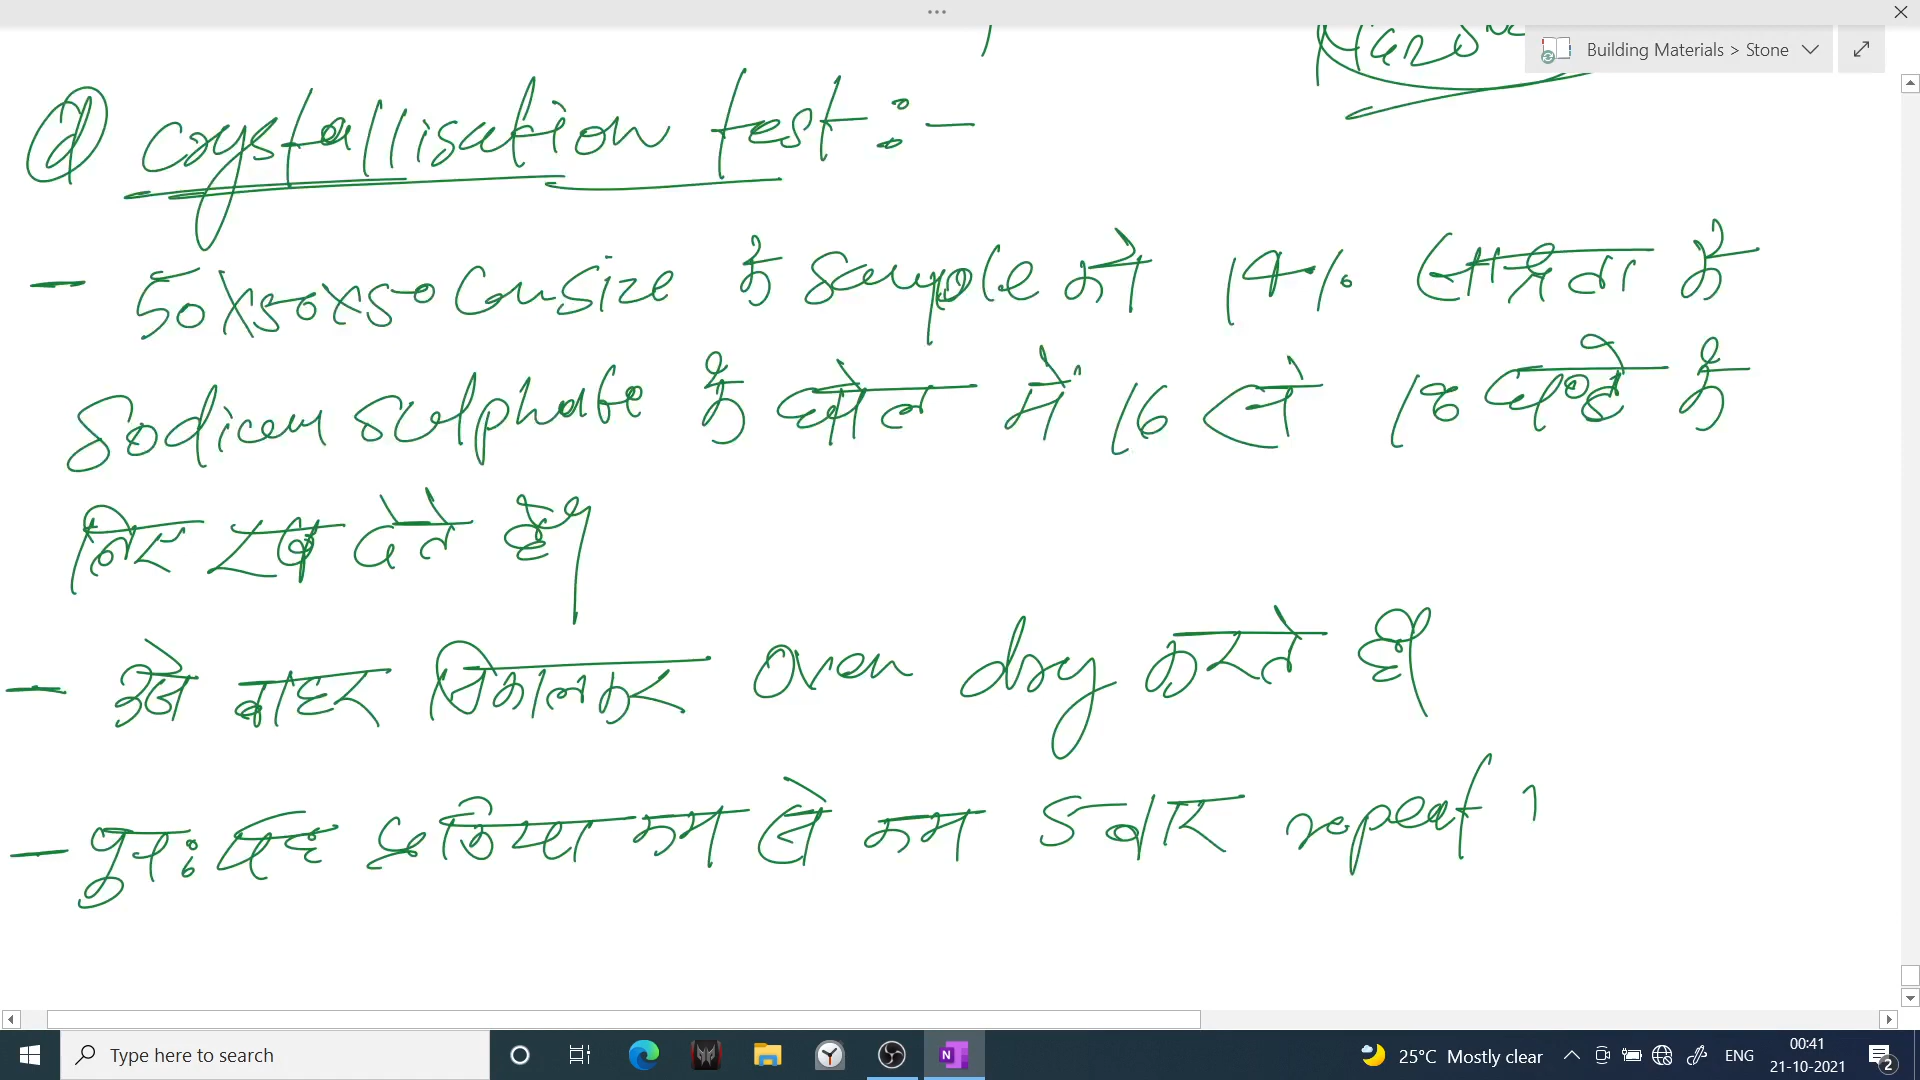 Building Materials > Stone
d crystallisation test :-
- 50x50x50 cm size के sample को 14% सांद्रता के
Sodium sulphate के घोल में 16 से 18 घण्टे के
लिए रख देते है।
- उसे बाहर निकालकर oven dry करते है।
- पुनः यह प्रक्रिया कम से कम 5 बार repeat
Type here to search
25°C Mostly clear
ENG
00:41
21-10-2021
2